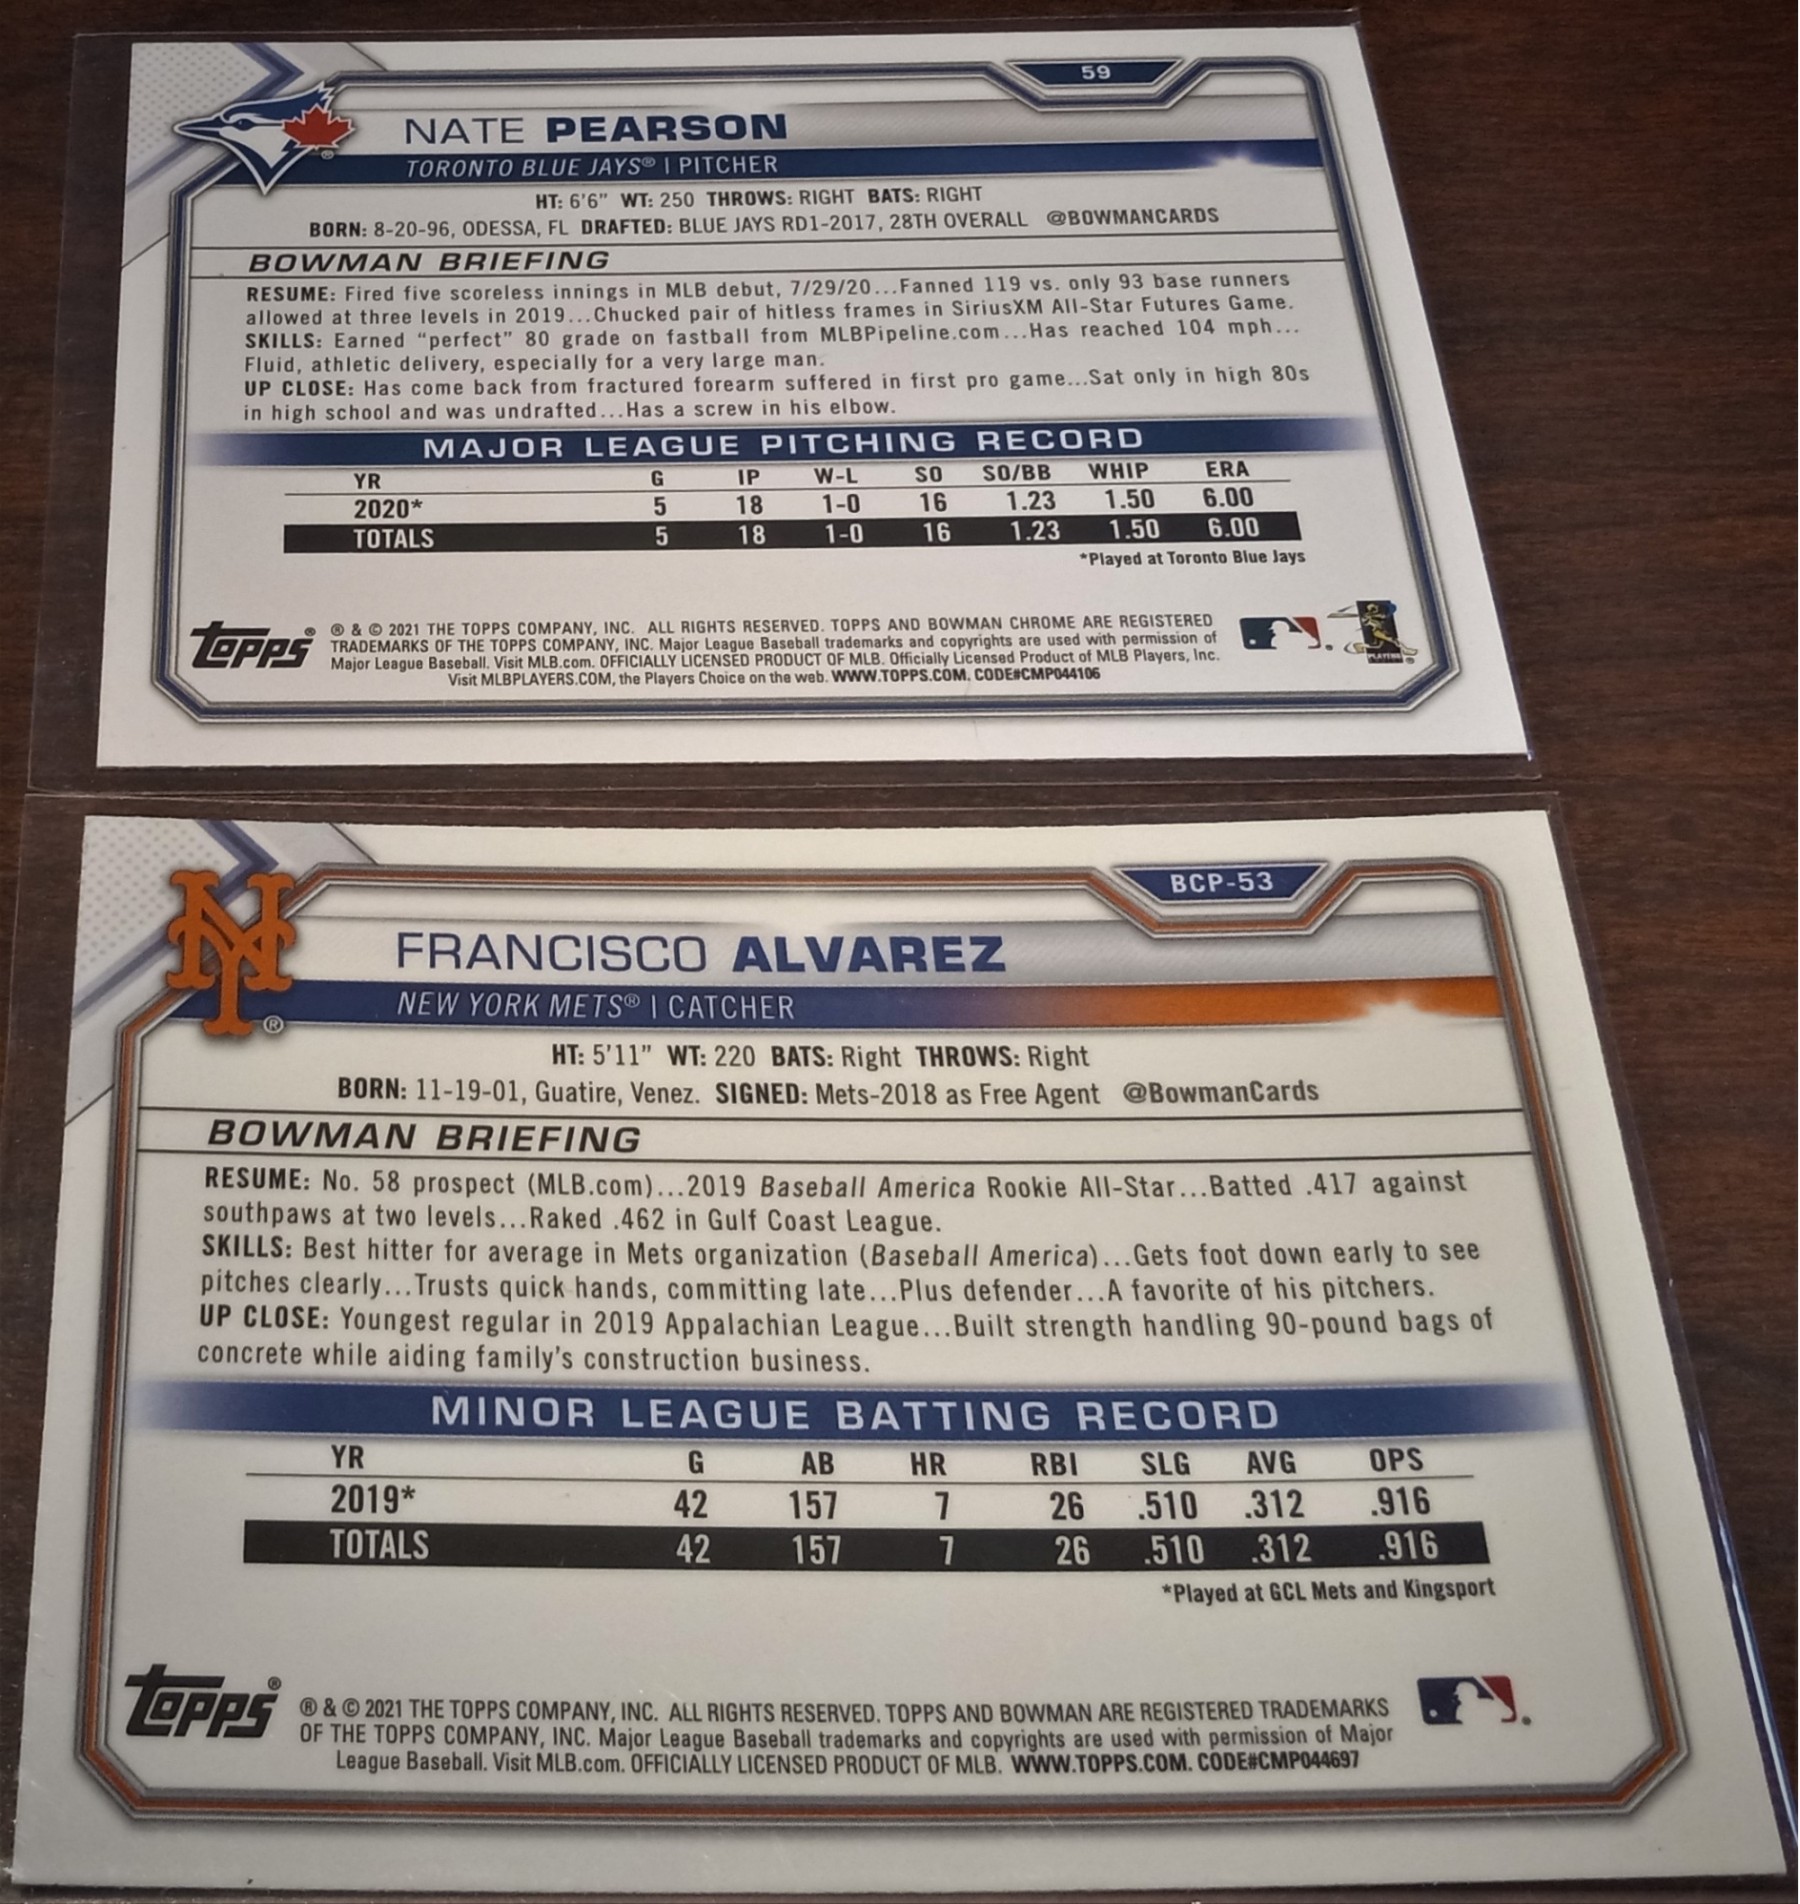 59
NATE PEARSON
TORONTO BLUE JAYS® | PITCHER
HT: 6'6" WT: 250 THROWS: RIGHT BATS: RIGHT
BORN: 8-20-96, ODESSA, FL DRAFTED: BLUE JAYS RD1-2017, 28TH OVERALL @BOWMANCARDS
BOWMAN BRIEFING
RESUME: Fired five scoreless innings in MLB debut, 7/29/20...Fanned 119 vs. only 93 base runners
allowed at three levels in 2019...Chucked pair of hitless frames in SiriusXM All-Star Futures Game.
SKILLS: Earned "perfect" 80 grade on fastball from MLBPipeline.com...Has reached 104 mph...
Fluid, athletic delivery, especially for a very large man.
UP CLOSE: Has come back from fractured forearm suffered in first pro game...Sat only in high 80s
in high school and was undrafted...Has a screw in his elbow.
MAJOR LEAGUE PITCHING RECORD
YR G IP W-L SO SO/BB WHIP ERA
2020* 5 18 1-0 16 1.23 1.50 6.00
TOTALS 5 18 1-0 16 1.23 1.50 6.00
*Played at Toronto Blue Jays
Topps® ® & © 2021 THE TOPPS COMPANY, INC. ALL RIGHTS RESERVED. TOPPS AND BOWMAN CHROME ARE REGISTERED
TRADEMARKS OF THE TOPPS COMPANY, INC. Major League Baseball trademarks and copyrights are used with permission of
Major League Baseball. Visit MLB.com. OFFICIALLY LICENSED PRODUCT OF MLB. Officially Licensed Product of MLB Players, Inc.
Visit MLBPLAYERS.COM, the Players Choice on the web. WWW.TOPPS.COM. CODE#CMP044106
BCP-53
NY®
FRANCISCO ALVAREZ
NEW YORK METS® | CATCHER
HT: 5'11" WT: 220 BATS: Right THROWS: Right
BORN: 11-19-01, Guatire, Venez. SIGNED: Mets-2018 as Free Agent @BowmanCards
BOWMAN BRIEFING
RESUME: No. 58 prospect (MLB.com)...2019 Baseball America Rookie All-Star...Batted .417 against
southpaws at two levels...Raked .462 in Gulf Coast League.
SKILLS: Best hitter for average in Mets organization (Baseball America)...Gets foot down early to see
pitches clearly...Trusts quick hands, committing late...Plus defender...A favorite of his pitchers.
UP CLOSE: Youngest regular in 2019 Appalachian League...Built strength handling 90-pound bags of
concrete while aiding family's construction business.
MINOR LEAGUE BATTING RECORD
YR G AB HR RBI SLG AVG OPS
2019* 42 157 7 26 .510 .312 .916
TOTALS 42 157 7 26 .510 .312 .916
*Played at GCL Mets and Kingsport
Topps® ® & © 2021 THE TOPPS COMPANY, INC. ALL RIGHTS RESERVED. TOPPS AND BOWMAN ARE REGISTERED TRADEMARKS
OF THE TOPPS COMPANY, INC. Major League Baseball trademarks and copyrights are used with permission of Major
League Baseball. Visit MLB.com. OFFICIALLY LICENSED PRODUCT OF MLB. WWW.TOPPS.COM. CODE#CMP044697